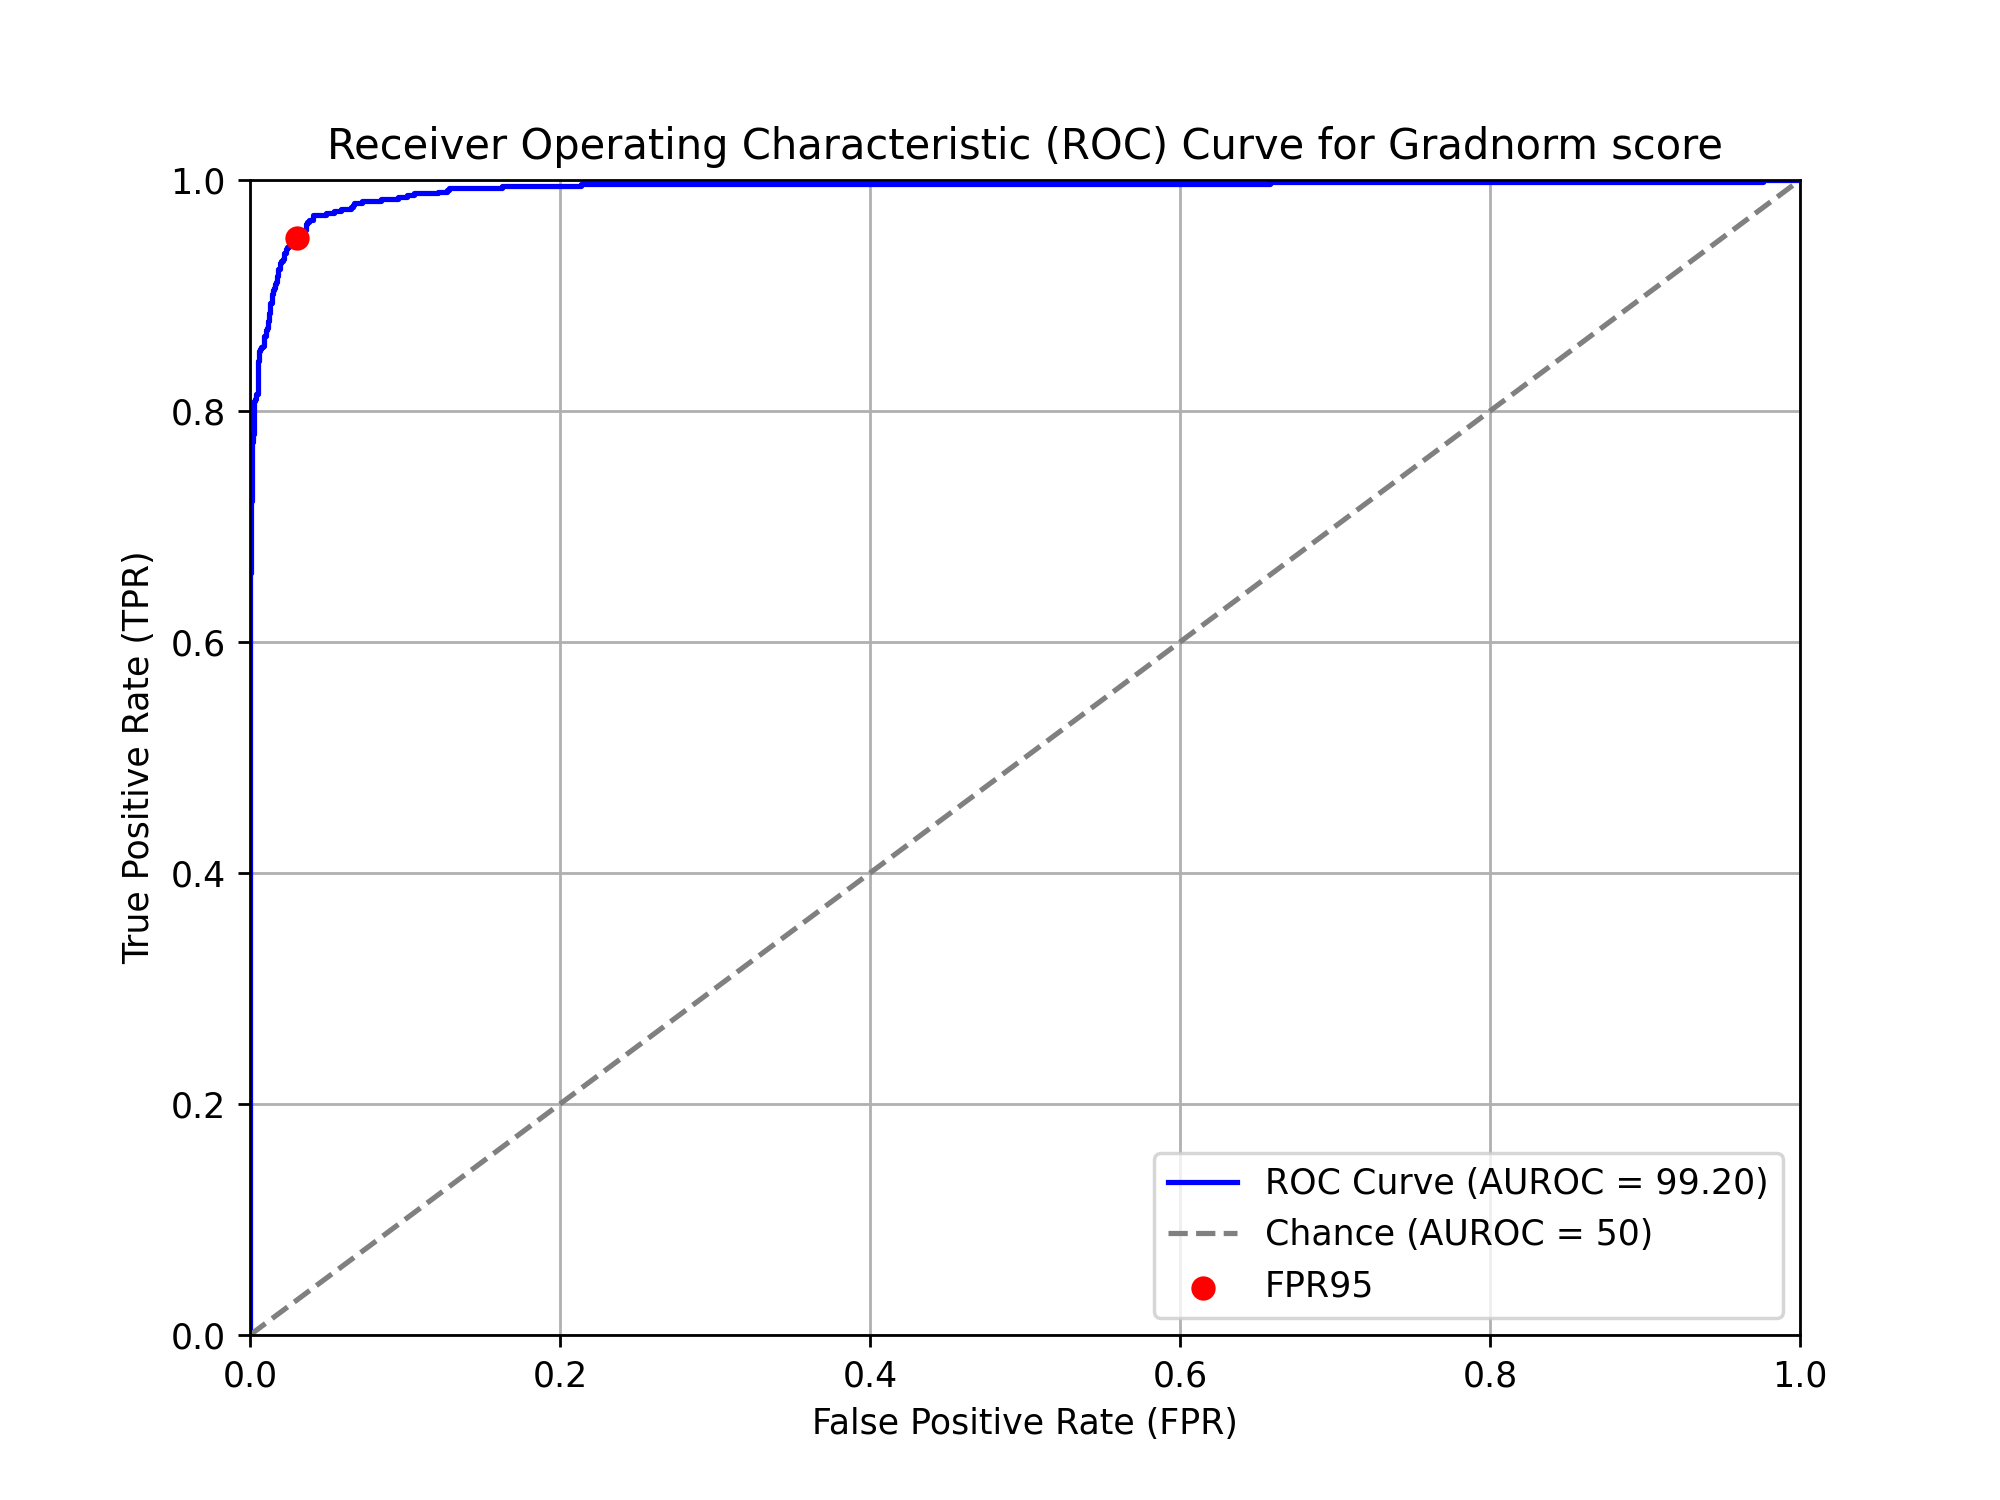 Receiver Operating Characteristic (ROC) Curve for Gradnorm score
1.0
0.8
0.6
0.4
0.2
0.0
True Positive Rate (TPR)
ROC Curve (AUROC = 99.20)
Chance (AUROC = 50)
FPR95
0.0 0.2 0.4 0.6 0.8 1.0
False Positive Rate (FPR)